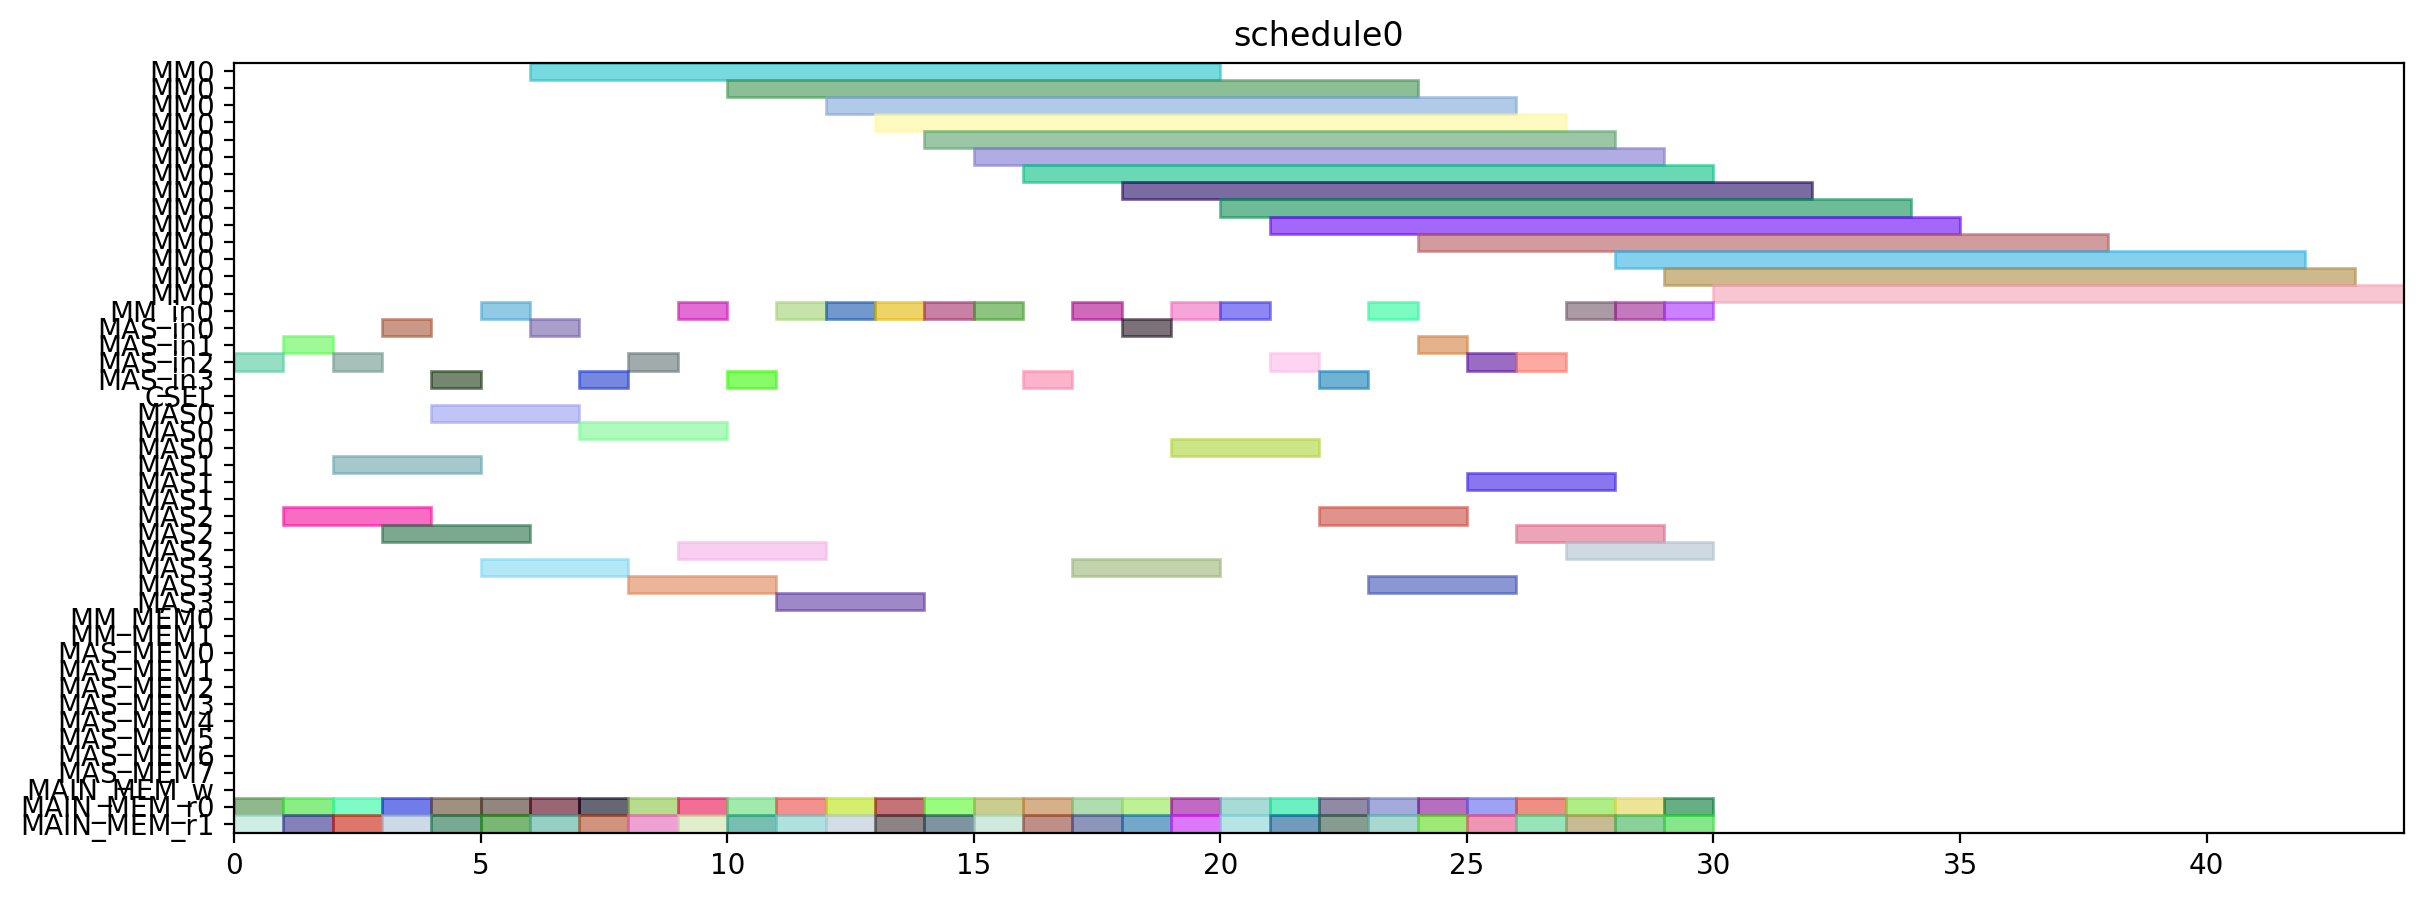 schedule0
MM0
MM0
MM0
MM0
MM0
MM0
MM0
MM0
MM0
MM0
MM0
MM0
MM0
MM0
MM_in0
MAS_in0
MAS_in1
MAS_in2
MAS_in3
CSEL
MAS0
MAS0
MAS0
MAS1
MAS1
MAS1
MAS2
MAS2
MAS2
MAS3
MAS3
MAS3
MM_MEM0
MM_MEM1
MAS_MEM0
MAS_MEM1
MAS_MEM2
MAS_MEM3
MAS_MEM4
MAS_MEM5
MAS_MEM6
MAS_MEM7
MAIN_MEM_w
MAIN_MEM_r0
MAIN_MEM_r1
0 5 10 15 20 25 30 35 40